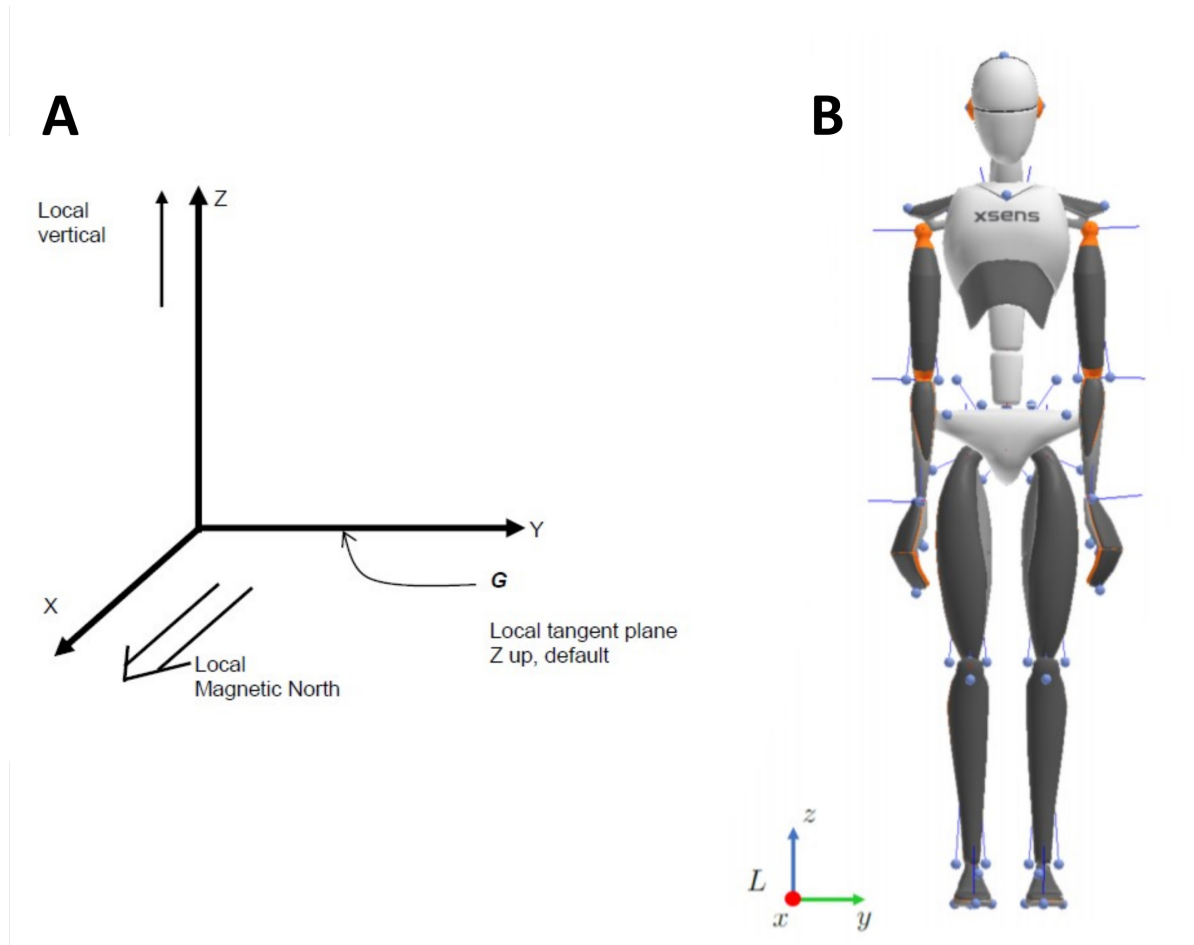 A
Z
Local
vertical
Y
G
X
Local tangent plane
Z up, default
Local
Magnetic North
B
xsens
z
L
x
y